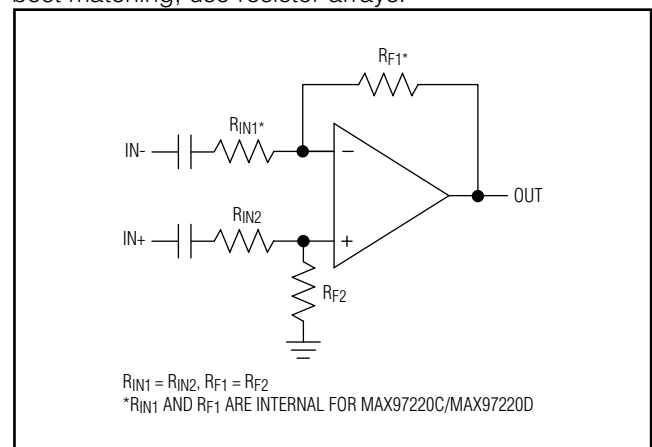 best matching, use resistor arrays.
RF1*
RIN1*
IN-
−
OUT
RIN2
IN+
+
RF2
RIN1 = RIN2, RF1 = RF2
*RIN1 AND RF1 ARE INTERNAL FOR MAX97220C/MAX97220D